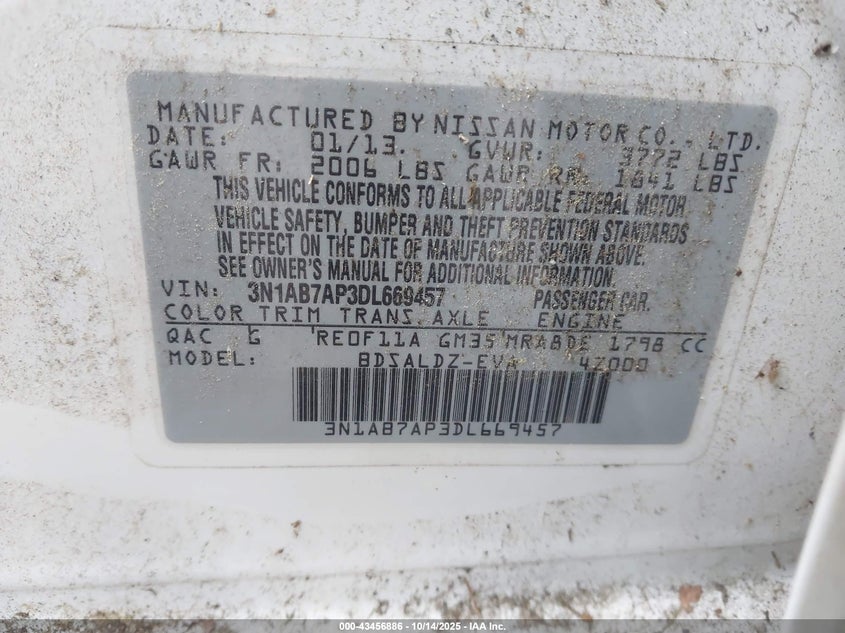 MANUFACTURED BY NISSAN MOTOR CO., LTD.
DATE: 01/13. GVWR: 3772 LBS
GAWR FR: 2006 LBS GAWR RR: 1841 LBS
THIS VEHICLE CONFORMS TO ALL APPLICABLE FEDERAL MOTOR
VEHICLE SAFETY, BUMPER AND THEFT PREVENTION STANDARDS
IN EFFECT ON THE DATE OF MANUFACTURE SHOWN ABOVE.
SEE OWNER'S MANUAL FOR ADDITIONAL INFORMATION.
VIN: 3N1AB7AP3DL669457 PASSENGER CAR.
COLOR TRIM TRANS. AXLE ENGINE
QAC G RE0F11A GM35 MRA8DE 1798 CC
MODEL: BDSALDZ-EVA 4Z000
3N1AB7AP3DL669457
000-43456886 - 10/14/2025 - IAA Inc.